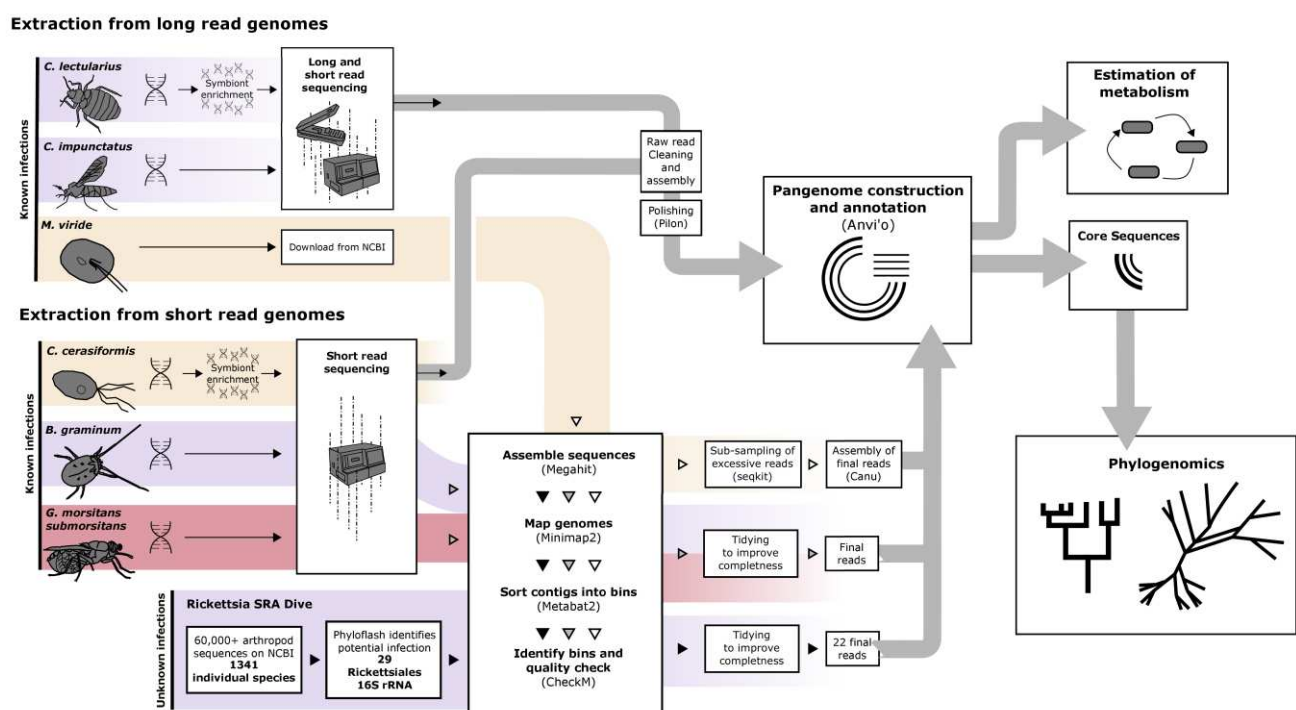 Extraction from long read genomes
Known infections
C. lectularius
Symbiont
enrichment
C. impunctatus
M. viride
Long and
short read
sequencing
Download from NCBI
Raw read
Cleaning
and
assembly
Polishing
(Pilon)
Pangenome construction
and annotation
(Anvi'o)
Estimation of
metabolism
Core Sequences
Phylogenomics
Extraction from short read genomes
Known infections
C. cerasiformis
Symbiont
enrichment
B. graminum
G. morsitans
submorsitans
Short read
sequencing
Unknown infections
Rickettsia SRA Dive
60,000+ arthropod
sequences on NCBI
1341
individual species
Phyloflash identifies
potential infection
29
Rickettsiales
16S rRNA
Assemble sequences
(Megahit)
Map genomes
(Minimap2)
Sort contigs into bins
(Metabat2)
Identify bins and
quality check
(CheckM)
Sub-sampling of
excessive reads
(seqkit)
Assembly of
final reads
(Canu)
Tidying
to improve
completness
Final
reads
Tidying
to improve
completness
22 final
reads